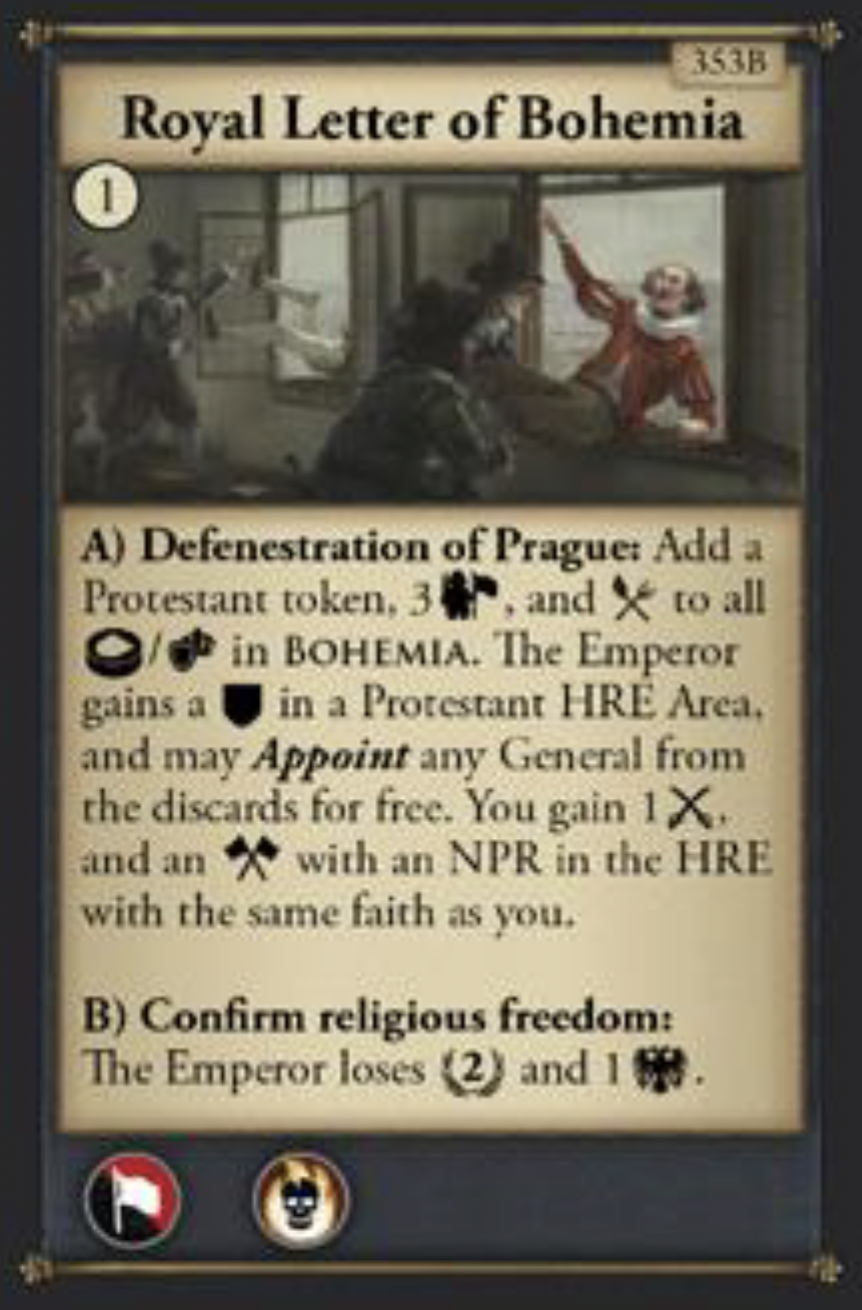 353B
Royal Letter of Bohemia
1
A) Defenestration of Prague: Add a
Protestant token, 3 , and to all
/ in BOHEMIA. The Emperor
gains a in a Protestant HRE Area,
and may Appoint any General from
the discards for free. You gain 1 ,
and an with an NPR in the HRE
with the same faith as you.
B) Confirm religious freedom:
The Emperor loses (2) and 1 .